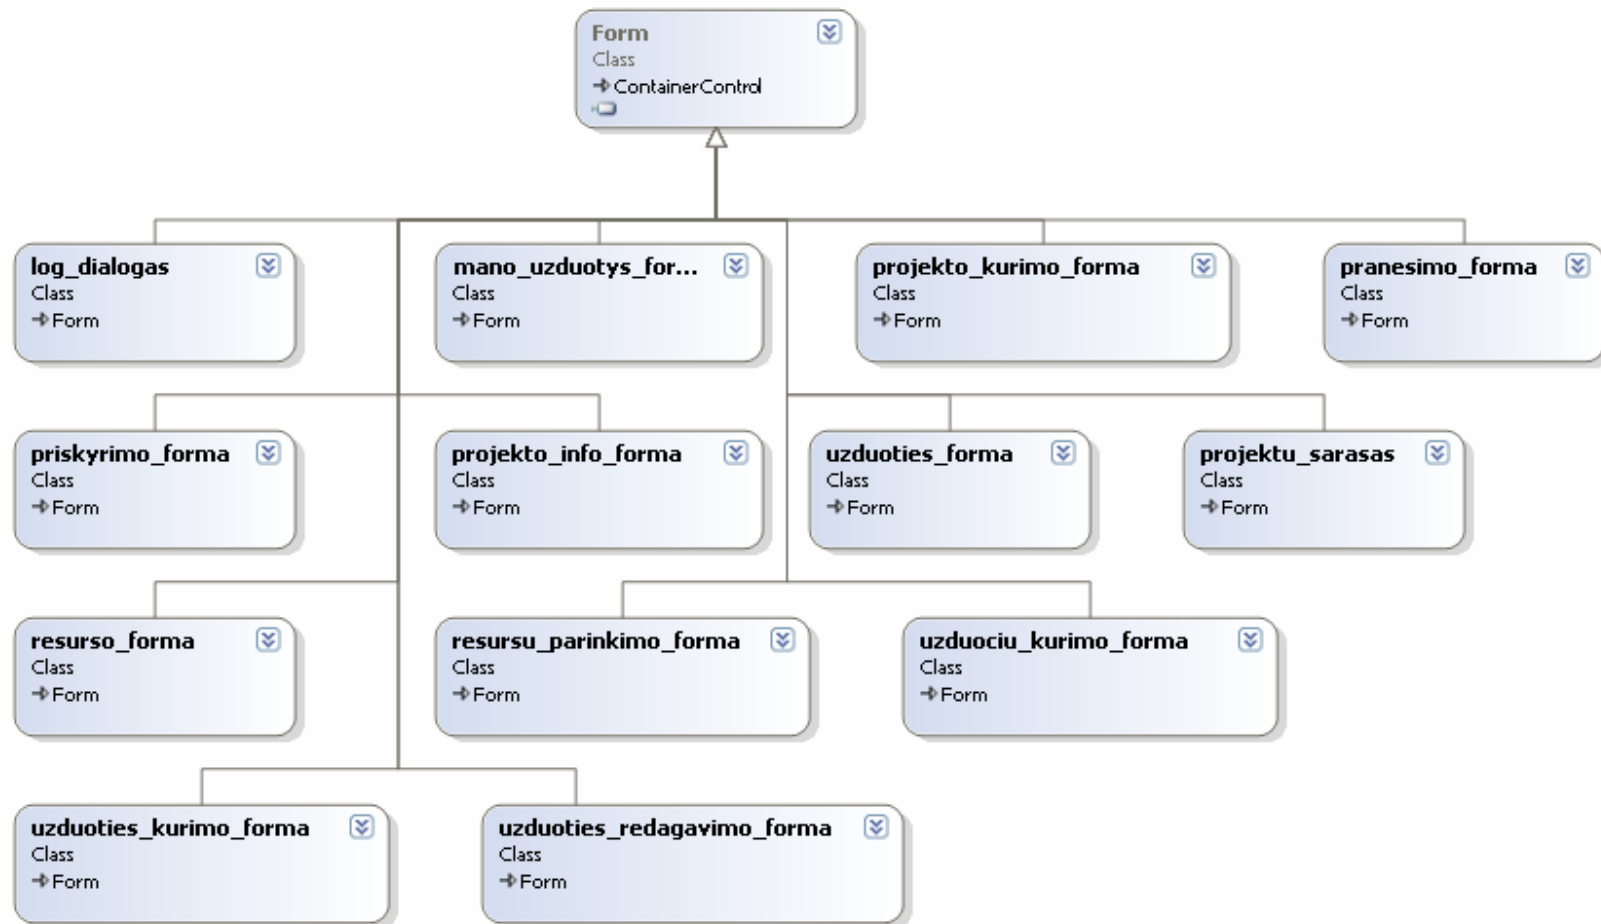 Form
Class
ContainerControl
log_dialogas
Class
Form
mano_uzduotys_for...
Class
Form
projekto_kurimo_forma
Class
Form
pranesimo_forma
Class
Form
priskyrimo_forma
Class
Form
projekto_info_forma
Class
Form
uzduoties_forma
Class
Form
projektu_sarasas
Class
Form
resurso_forma
Class
Form
resursu_parinkimo_forma
Class
Form
uzduociu_kurimo_forma
Class
Form
uzduoties_kurimo_forma
Class
Form
uzduoties_redagavimo_forma
Class
Form